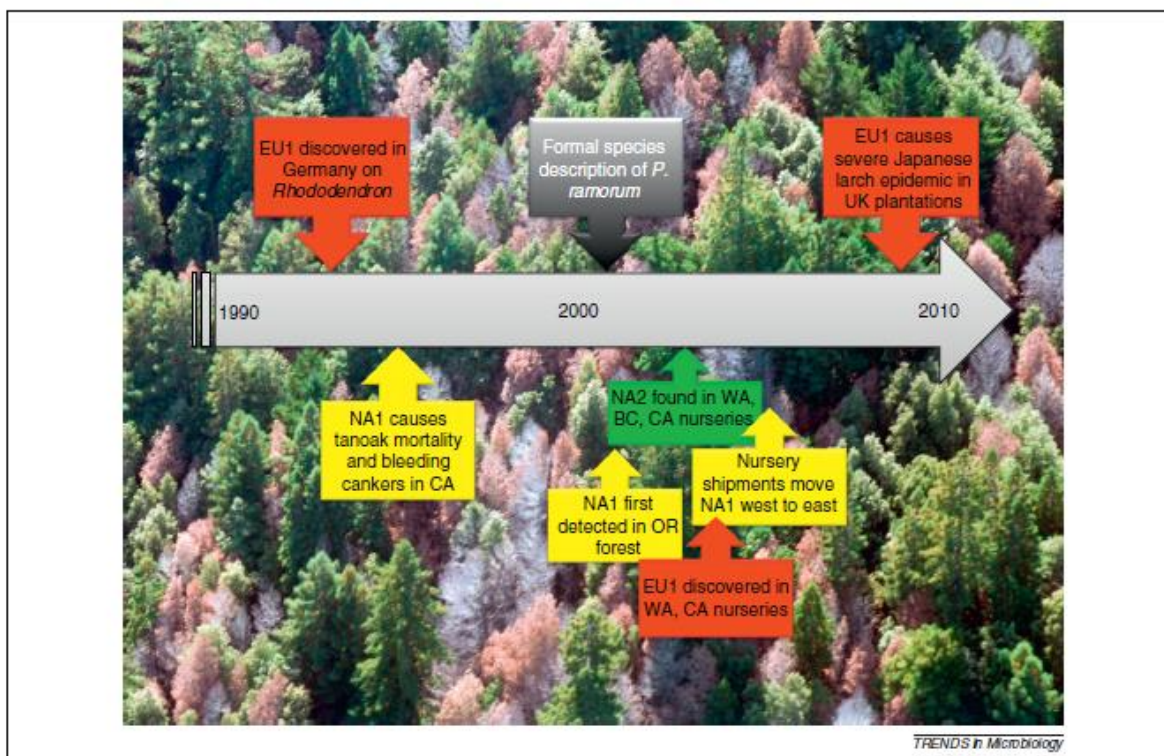 EU1 discovered in
Germany on
Rhododendron
Formal species
description of P.
ramorum
EU1 causes
severe Japanese
larch epidemic in
UK plantations
1990
2000
2010
NA1 causes
tanoak mortality
and bleeding
cankers in CA
NA2 found in WA,
BC, CA nurseries
NA1 first
detected in OR
forest
Nursery
shipments move
NA1 west to east
EU1 discovered in
WA, CA nurseries
TRENDS in Microbiology